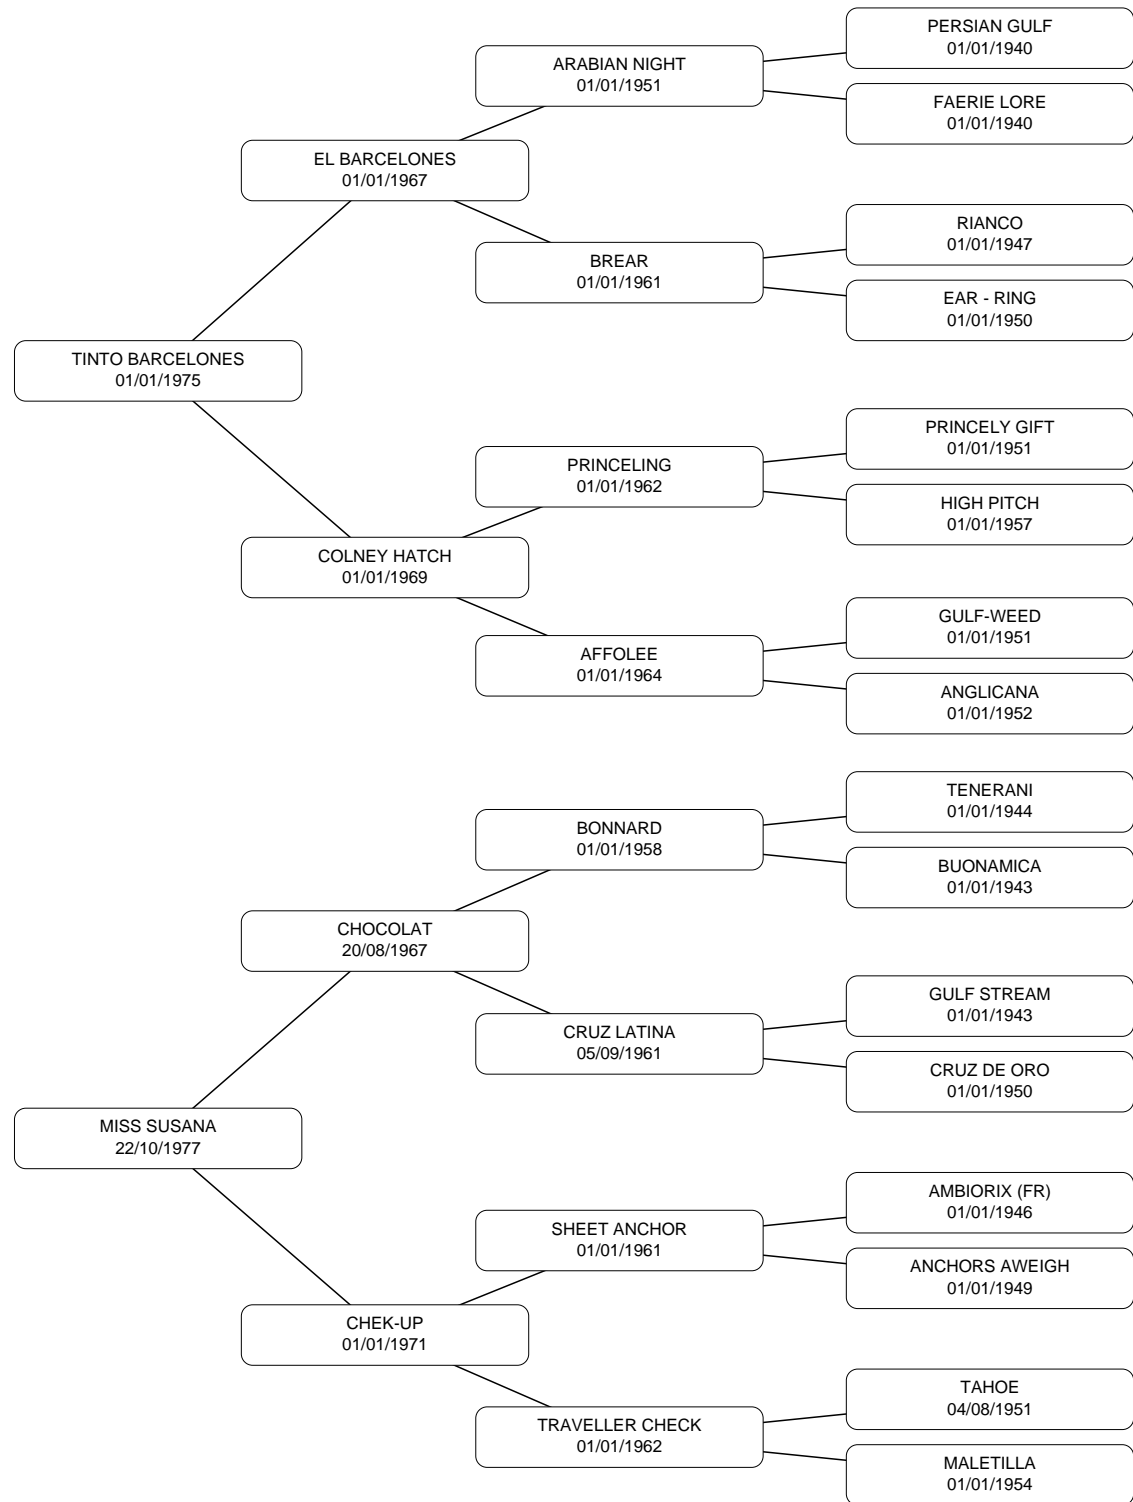 PERSIAN GULF
01/01/1940
ARABIAN NIGHT
01/01/1951
FAERIE LORE
01/01/1940
EL BARCELONES
01/01/1967
RIANCO
01/01/1947
BREAR
01/01/1961
EAR - RING
01/01/1950
TINTO BARCELONES
01/01/1975
PRINCELY GIFT
01/01/1951
PRINCELING
01/01/1962
HIGH PITCH
01/01/1957
COLNEY HATCH
01/01/1969
GULF-WEED
01/01/1951
AFFOLEE
01/01/1964
ANGLICANA
01/01/1952
TENERANI
01/01/1944
BONNARD
01/01/1958
BUONAMICA
01/01/1943
CHOCOLAT
20/08/1967
GULF STREAM
01/01/1943
CRUZ LATINA
05/09/1961
CRUZ DE ORO
01/01/1950
MISS SUSANA
22/10/1977
AMBIORIX (FR)
01/01/1946
SHEET ANCHOR
01/01/1961
ANCHORS AWEIGH
01/01/1949
CHEK-UP
01/01/1971
TAHOE
04/08/1951
TRAVELLER CHECK
01/01/1962
MALETILLA
01/01/1954